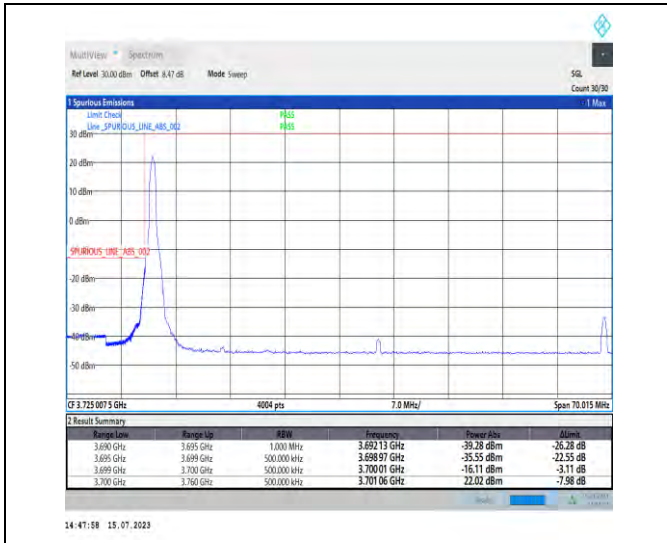 MultiView Spectrum
Ref Level 30.00 dBm Offset 8.47 dB Mode Sweep SGL
Count 30/30
1 Spurious Emissions 1 Max
Limit Check PASS
Line _SPURIOUS_LINE_ABS_002 PASS
30 dBm
20 dBm
10 dBm
0 dBm
_SPURIOUS_LINE_ABS_002
-20 dBm
-30 dBm
-40 dBm
-50 dBm
CF 3.725 007 5 GHz 4004 pts 7.0 MHz/ Span 70.015 MHz
2 Result Summary
Range Low Range Up RBW Frequency Power Abs ΔLimit
3.690 GHz 3.695 GHz 1.000 MHz 3.692 13 GHz -39.28 dBm -26.28 dB
3.695 GHz 3.699 GHz 500.000 kHz 3.698 97 GHz -35.55 dBm -22.55 dB
3.699 GHz 3.700 GHz 500.000 kHz 3.700 01 GHz -16.11 dBm -3.11 dB
3.700 GHz 3.760 GHz 500.000 kHz 3.701 06 GHz 22.02 dBm -7.98 dB
14:47:58 15.07.2023